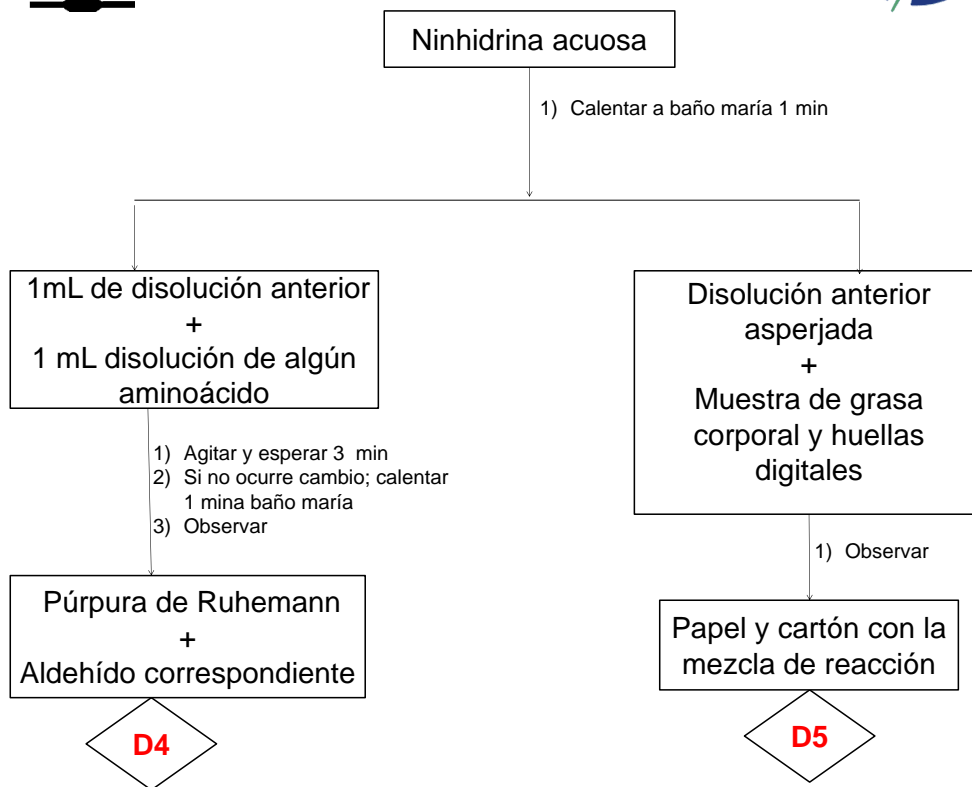 Ninhidrina acuosa
1) Calentar a baño maría 1 min
1mL de disolución anterior
+
1 mL disolución de algún
aminoácido
Disolución anterior
asperjada
+
Muestra de grasa
corporal y huellas
digitales
1) Agitar y esperar 3 min
2) Si no ocurre cambio; calentar
1 mina baño maría
3) Observar
1) Observar
Púrpura de Ruhemann
+
Aldehído correspondiente
Papel y cartón con la
mezcla de reacción
D4
D5